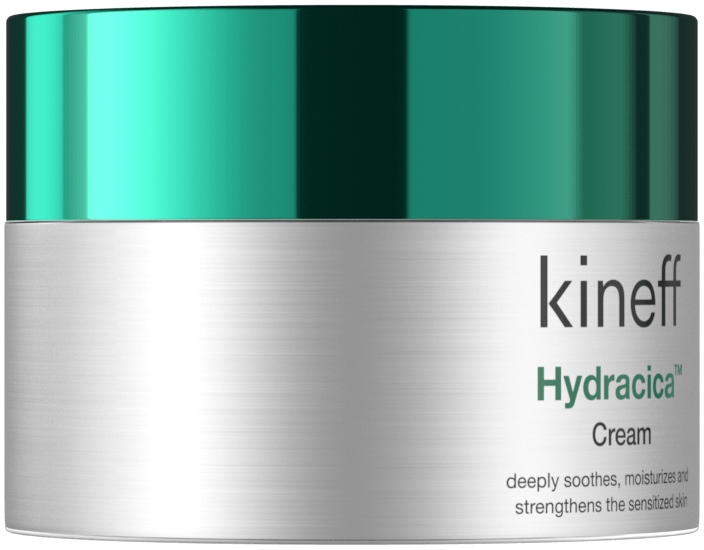 kineff
Hydracica™
Cream
deeply soothes, moisturizes and
strengthens the sensitized skin